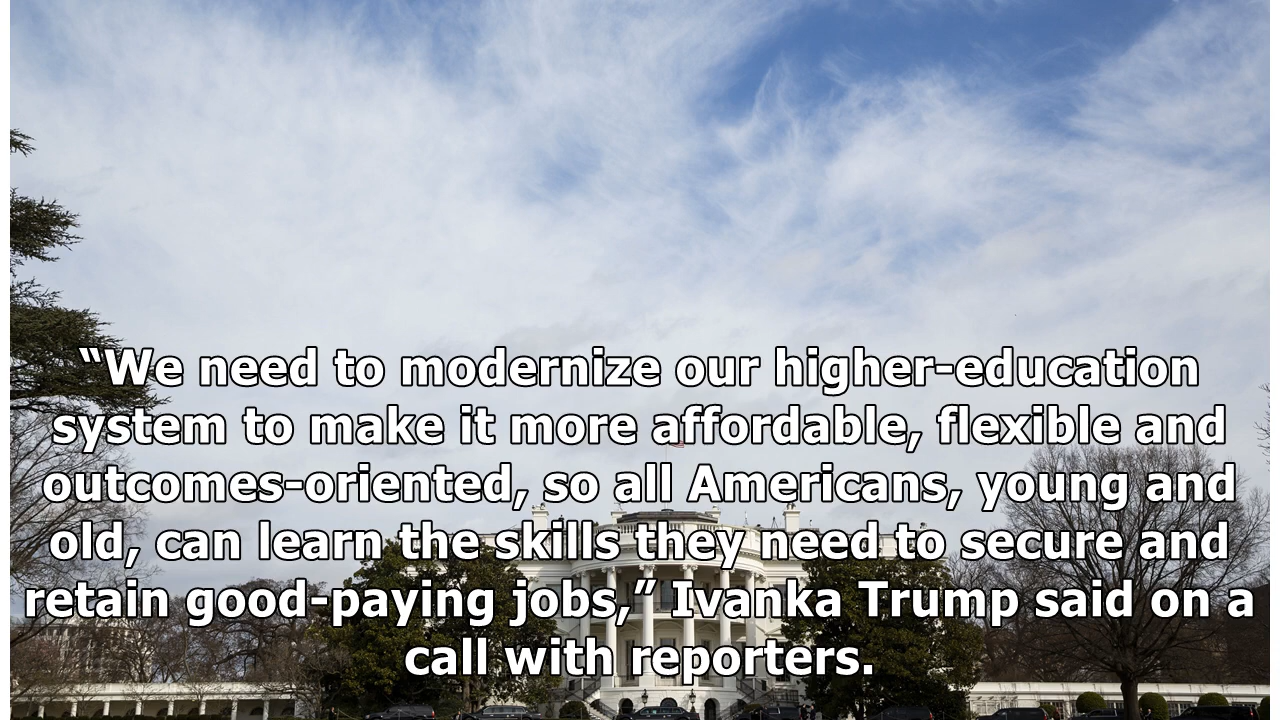 “We need to modernize our higher-education
system to make it more affordable, flexible and
outcomes-oriented, so all Americans, young and
old, can learn the skills they need to secure and
retain good-paying jobs,” Ivanka Trump said on a
call with reporters.